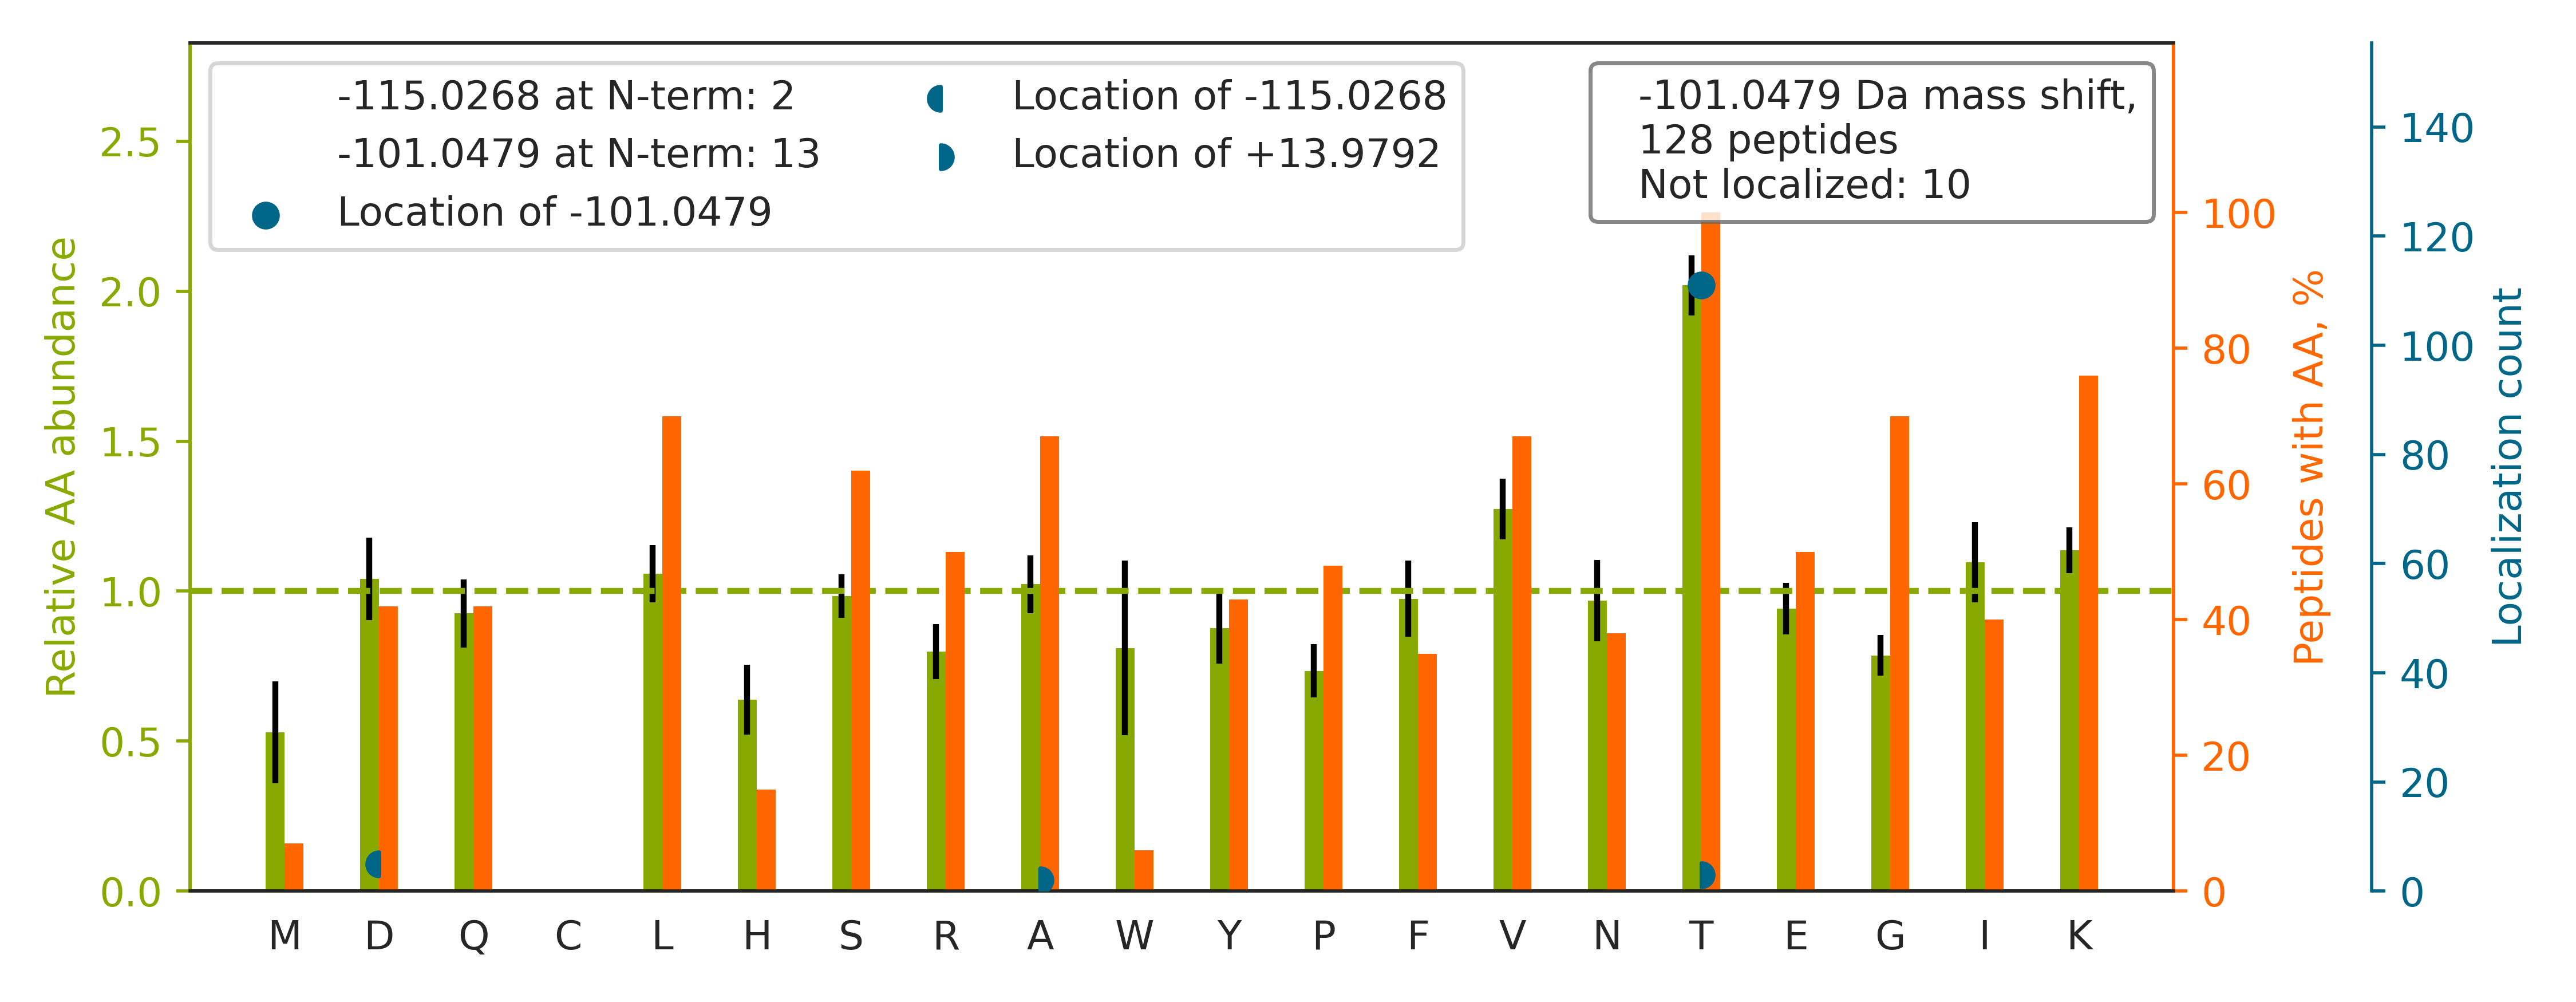 -115.0268 at N-term: 2
-101.0479 at N-term: 13
Location of -101.0479
Location of -115.0268
Location of +13.9792
-101.0479 Da mass shift,
128 peptides
Not localized: 10
Relative AA abundance
2.5
2.0
1.5
1.0
0.5
0.0
M D Q C L H S R A W Y P F V N T E G I K
100
80
60
40
20
0
Peptides with AA, %
140
120
100
80
60
40
20
0
Localization count